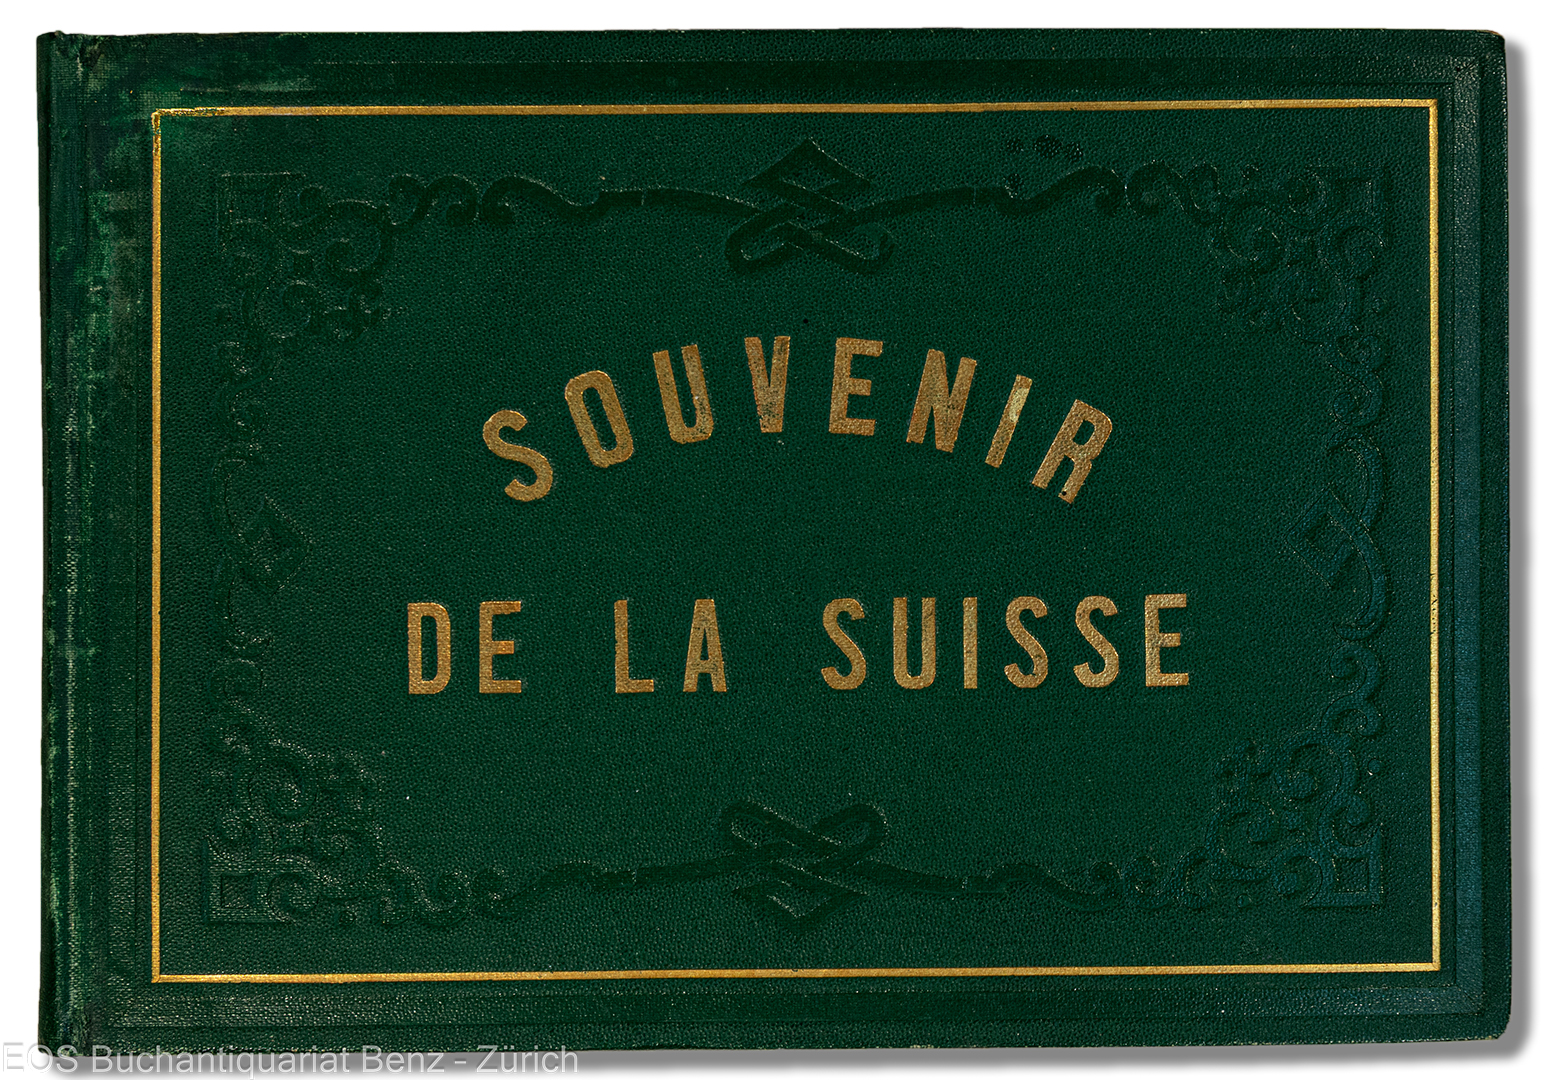 SOUVENIR
DE LA SUISSE
EOS Buchantiquariat Benz - Zürich